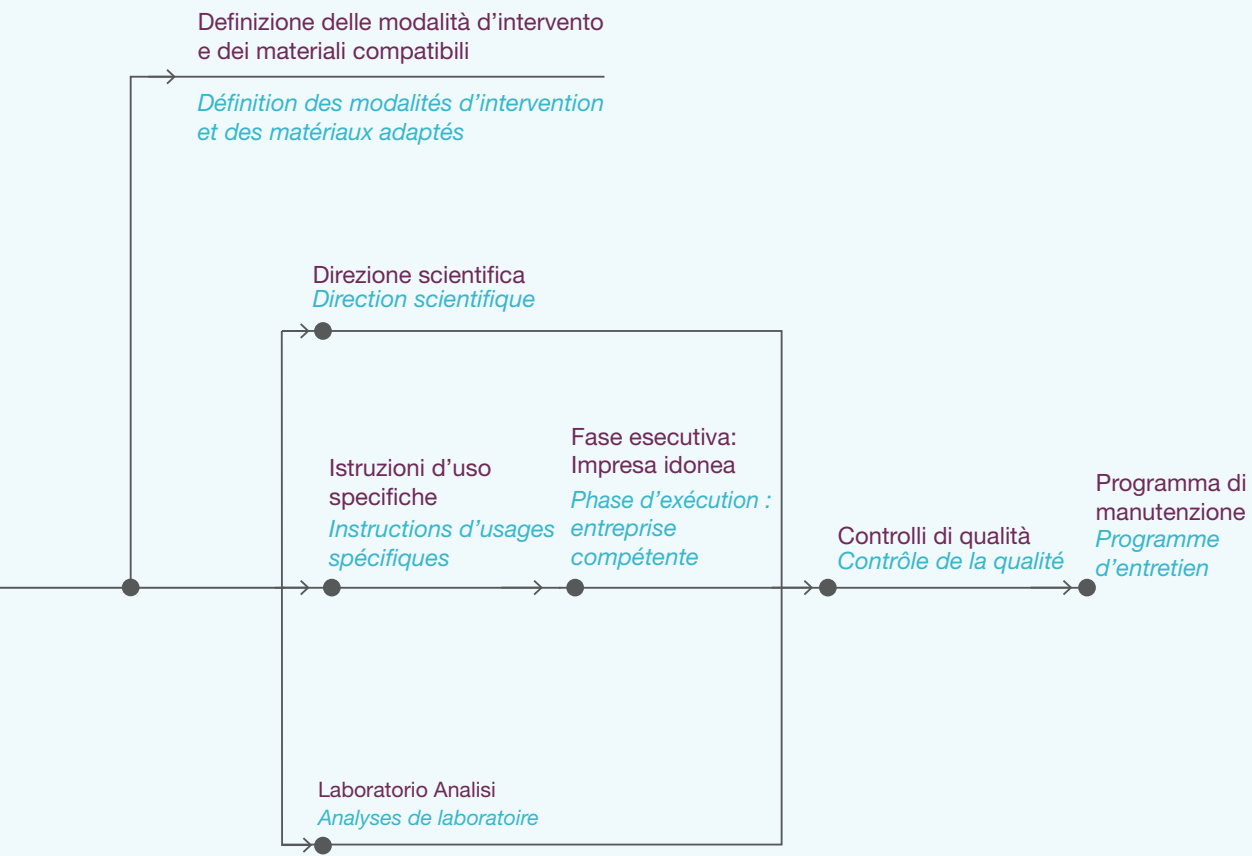 Definizione delle modalità d’intervento
e dei materiali compatibili
Définition des modalités d’intervention
et des matériaux adaptés
Direzione scientifica
Direction scientifique
Istruzioni d’uso
specifiche
Instructions d’usages
spécifiques
Fase esecutiva:
Impresa idonea
Phase d’exécution :
entreprise
compétente
Controlli di qualità
Contrôle de la qualité
Programma di
manutenzione
Programme
d’entretien
Laboratorio Analisi
Analyses de laboratoire